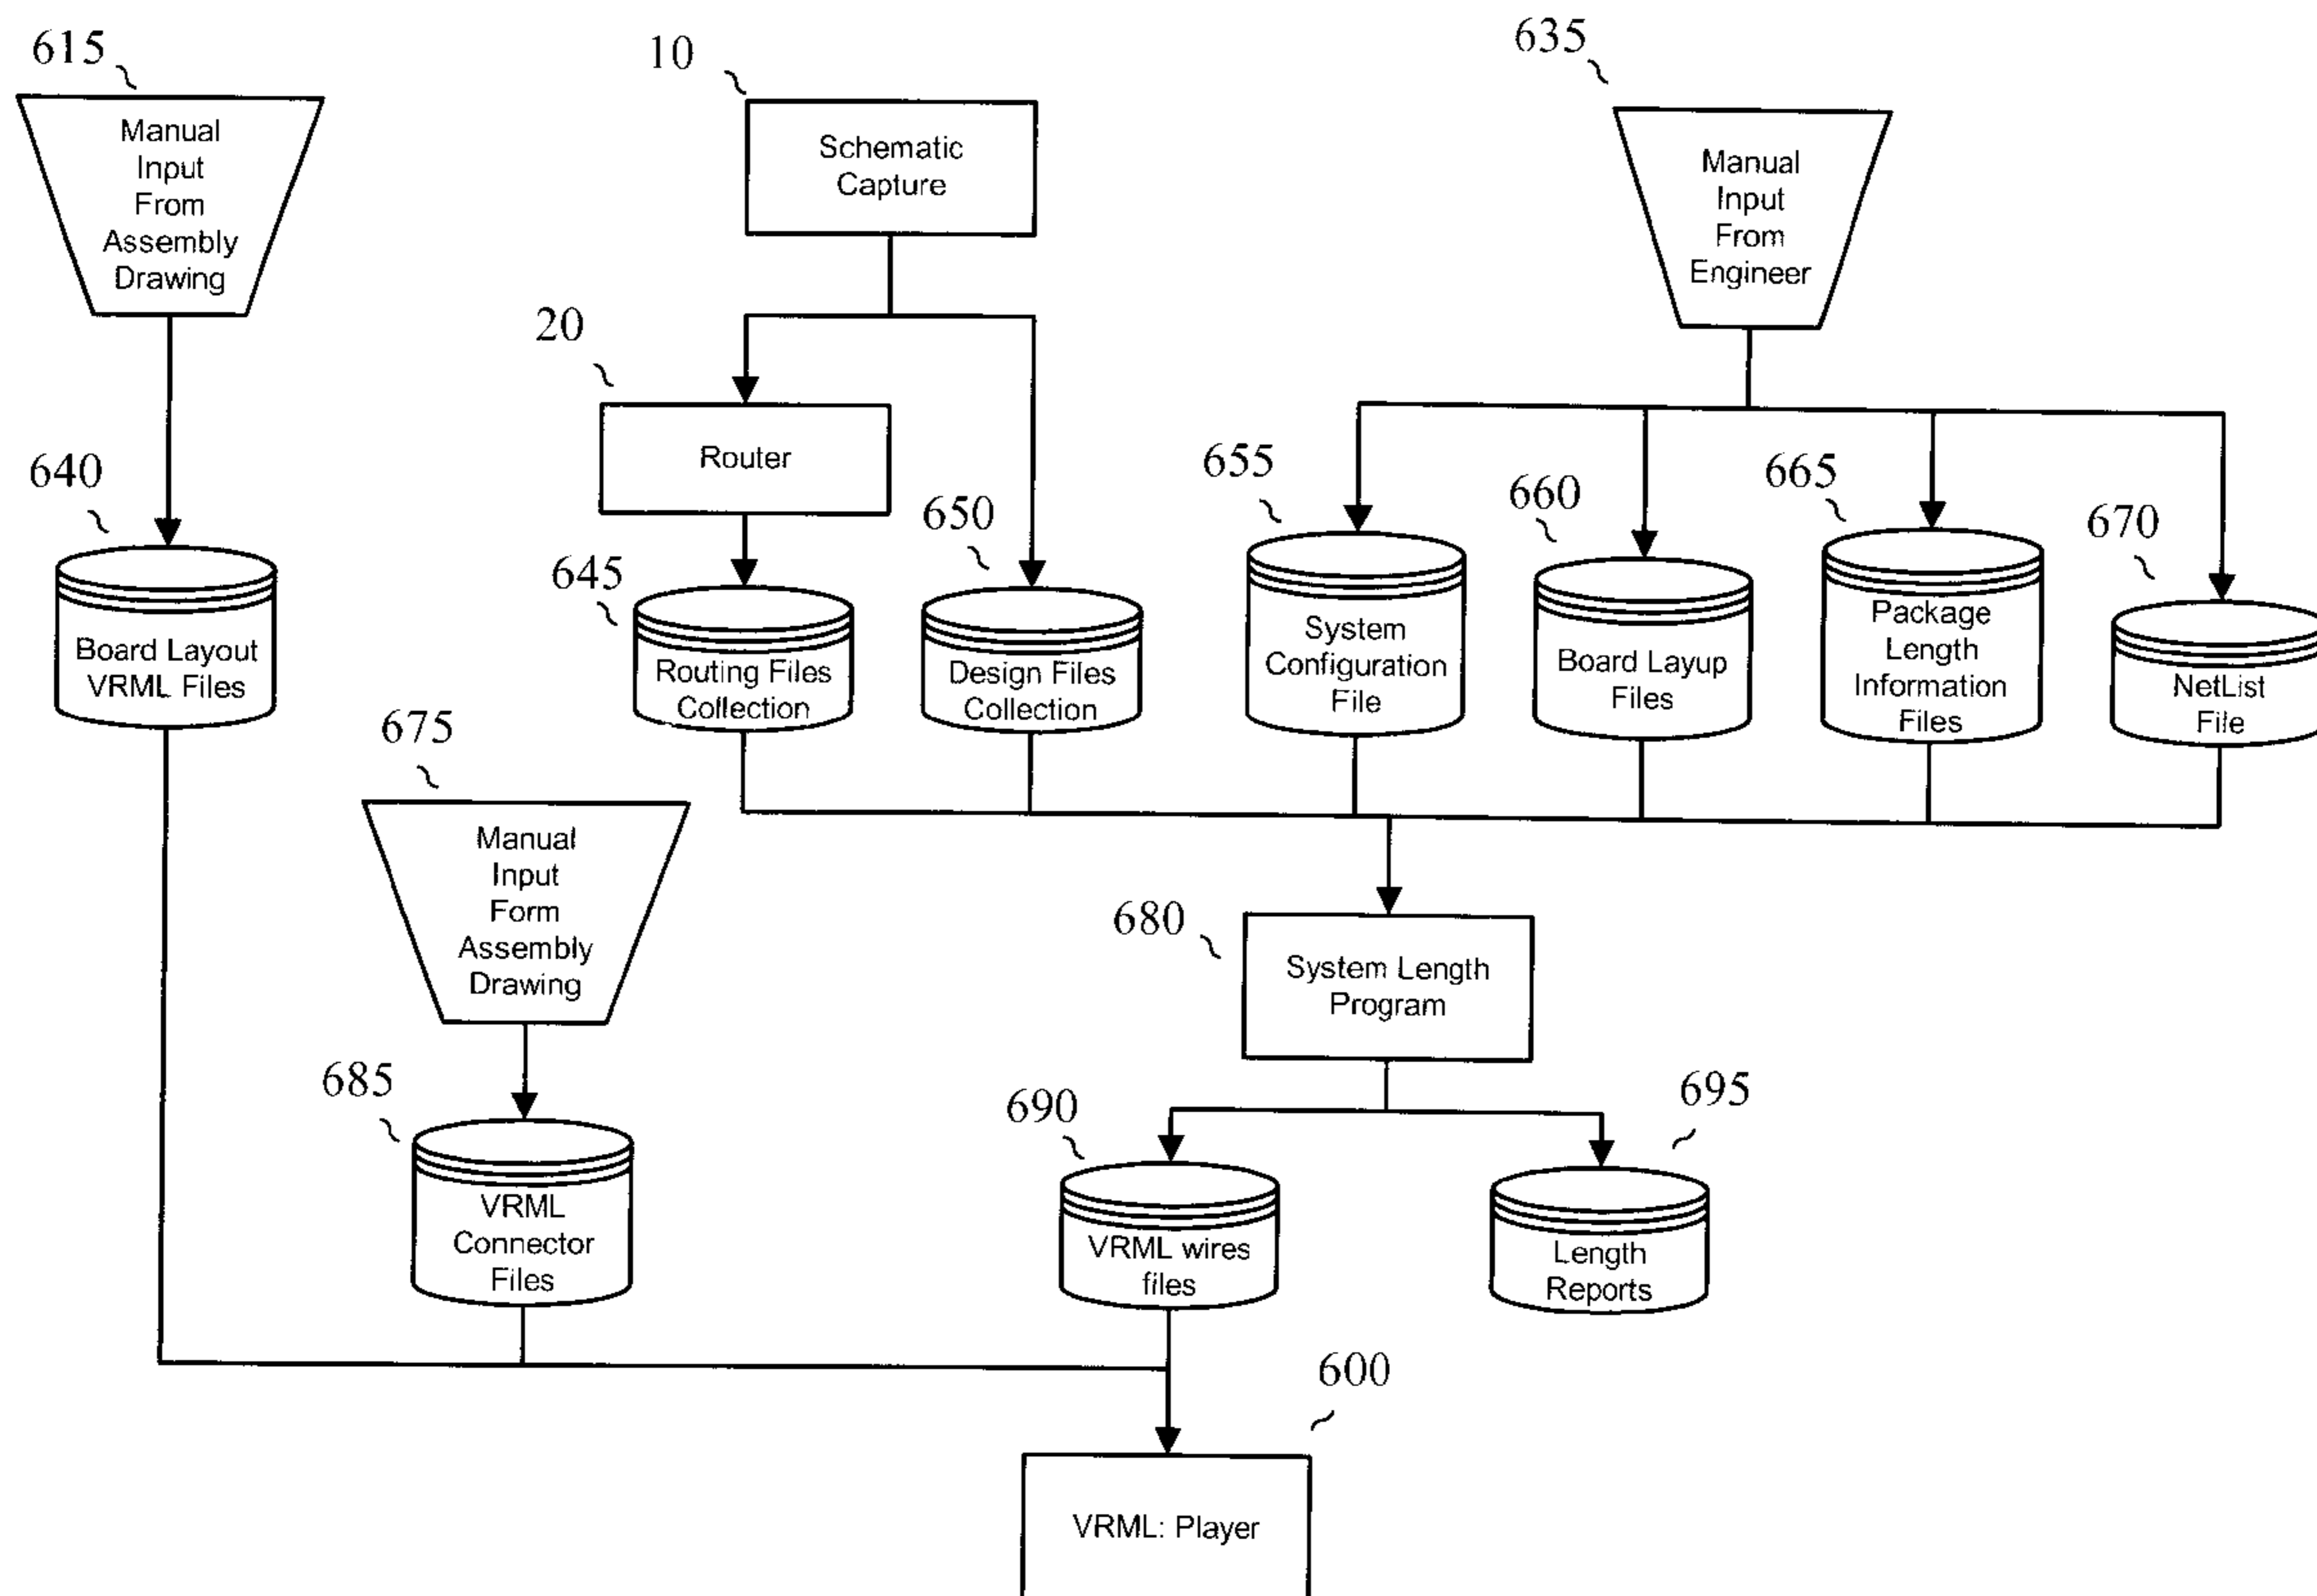 615
Manual
Input
From
Assembly
Drawing
10
Schematic
Capture
635
Manual
Input
From
Engineer
20
Router
640
Board Layout
VRML Files
645
Routing Files
Collection
650
Design Files
Collection
655
System
Configuration
File
660
Board Layup
Files
665
Package
Length
Information
Files
670
NetList
File
675
Manual
Input
Form
Assembly
Drawing
680
System Length
Program
685
VRML
Connector
Files
690
VRML wires
files
695
Length
Reports
600
VRML: Player